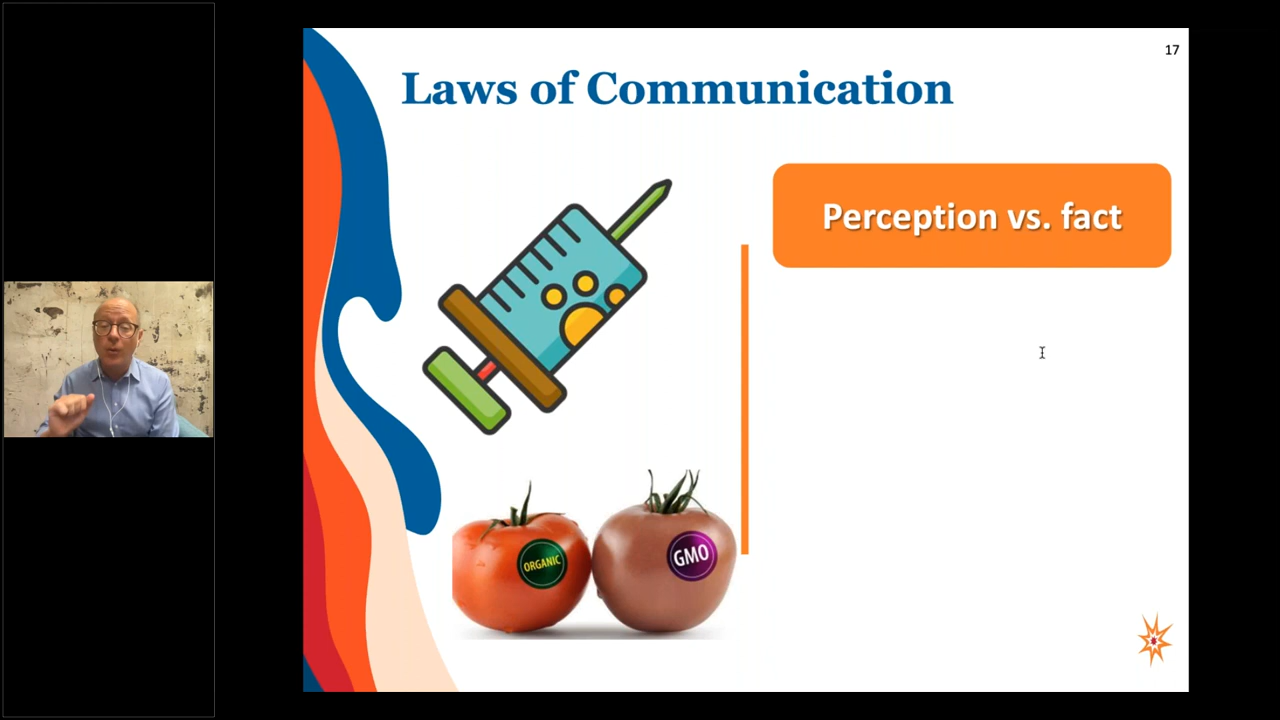 17
Laws of Communication
Perception vs. fact
ORGANIC
GMO